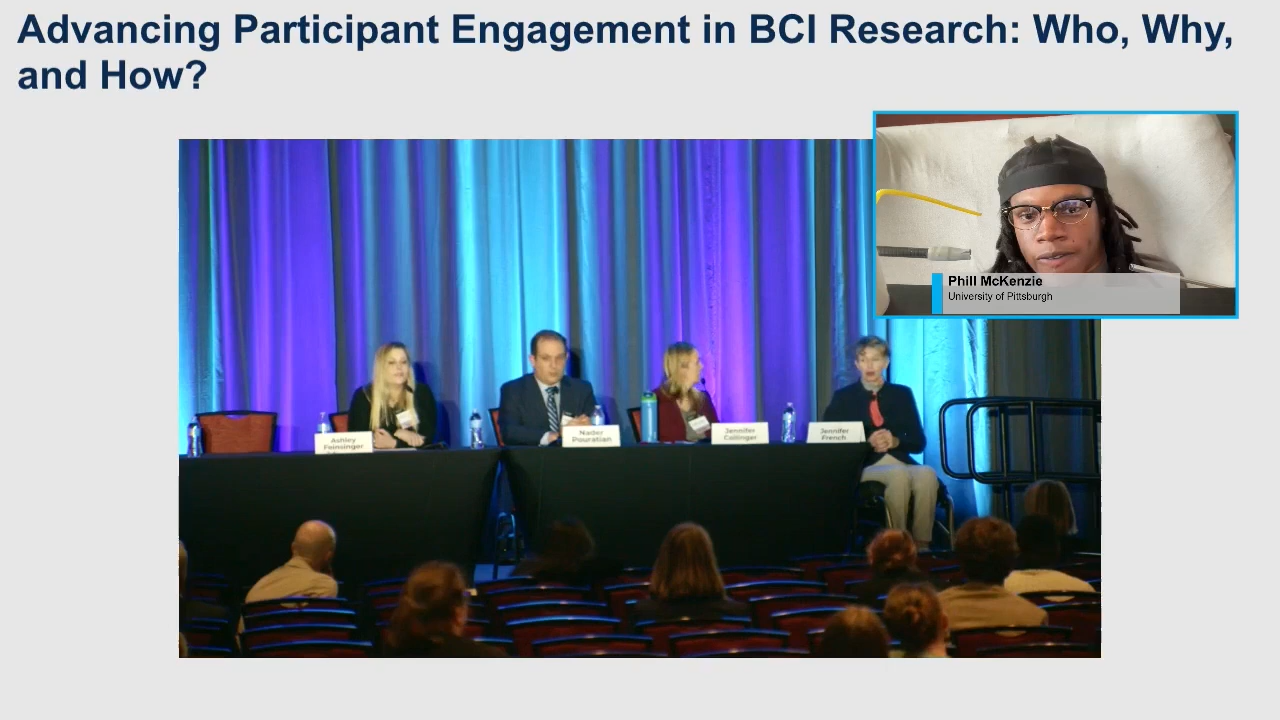 Advancing Participant Engagement in BCI Research: Who, Why,
and How?
Phill McKenzie
University of Pittsburgh
Ashley
Feinsinger
Nader
Pouratian
Jennifer
Collinger
Jennifer
French